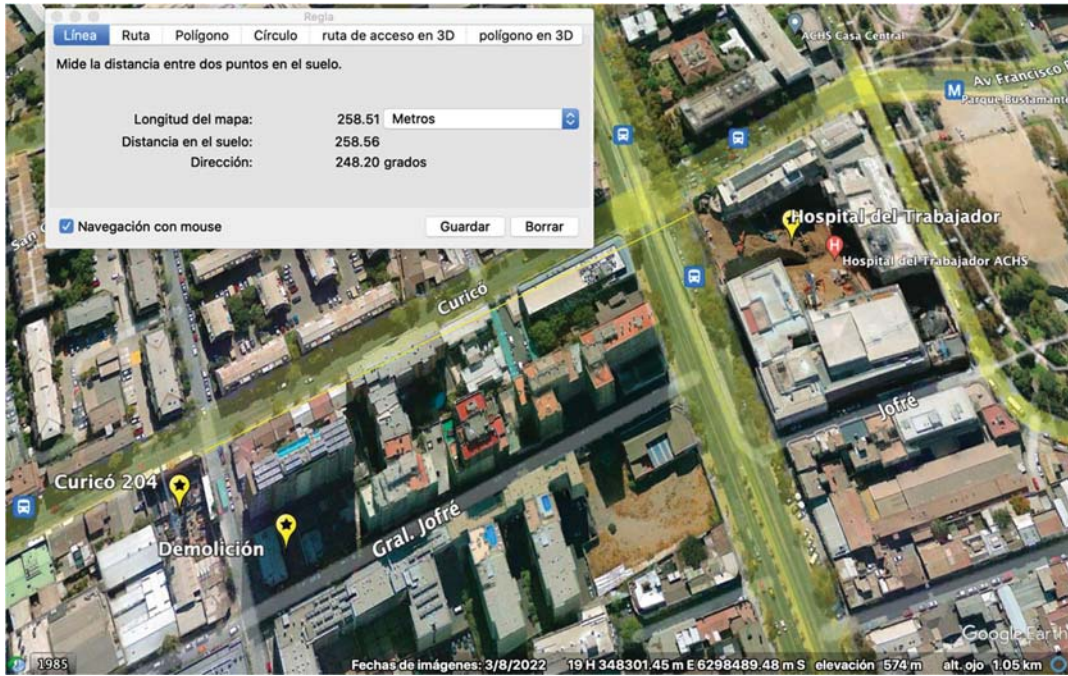 Regla
Línea Ruta Polígono Círculo ruta de acceso en 3D polígono en 3D
Mide la distancia entre dos puntos en el suelo.
Longitud del mapa: 258.51 Metros
Distancia en el suelo: 258.56
Dirección: 248.20 grados
Navegación con mouse Guardar Borrar
ACHS Casa Central
M
Av Francisco
Parque Bustamante
San
Hospital del Trabajador
H
Hospital del Trabajador ACHS
Curicó
Jofré
Curicó 204
Gral. Jofré
Demolición
Google Earth
1985 Fechas de imágenes: 3/8/2022 19 H 348301.45 m E 6298489.48 m S elevación 574 m alt. ojo 1.05 km